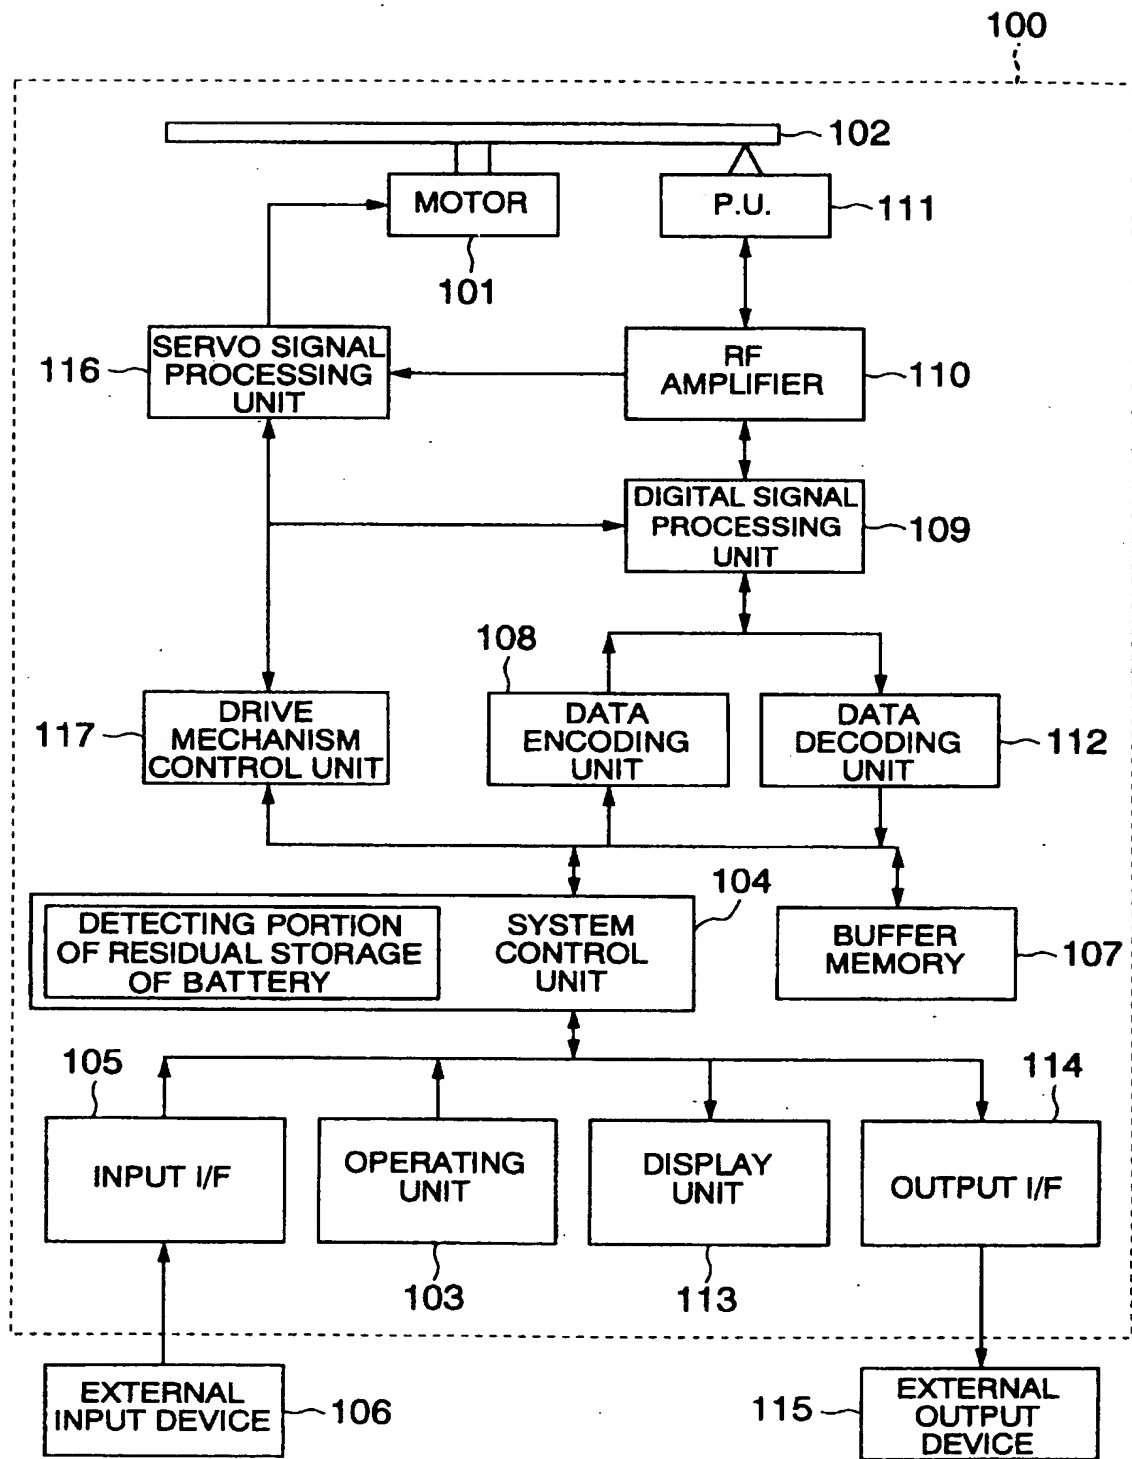 100
102
MOTOR
P.U.
111
101
SERVO SIGNAL
PROCESSING
UNIT
116
RF
AMPLIFIER
110
DIGITAL SIGNAL
PROCESSING
UNIT
109
108
DRIVE
MECHANISM
CONTROL UNIT
117
DATA
ENCODING
UNIT
DATA
DECODING
UNIT
112
104
DETECTING PORTION
OF RESIDUAL STORAGE
OF BATTERY
SYSTEM
CONTROL
UNIT
BUFFER
MEMORY
107
105
114
INPUT I/F
OPERATING
UNIT
DISPLAY
UNIT
OUTPUT I/F
103
113
EXTERNAL
INPUT DEVICE
106
115
EXTERNAL
OUTPUT
DEVICE